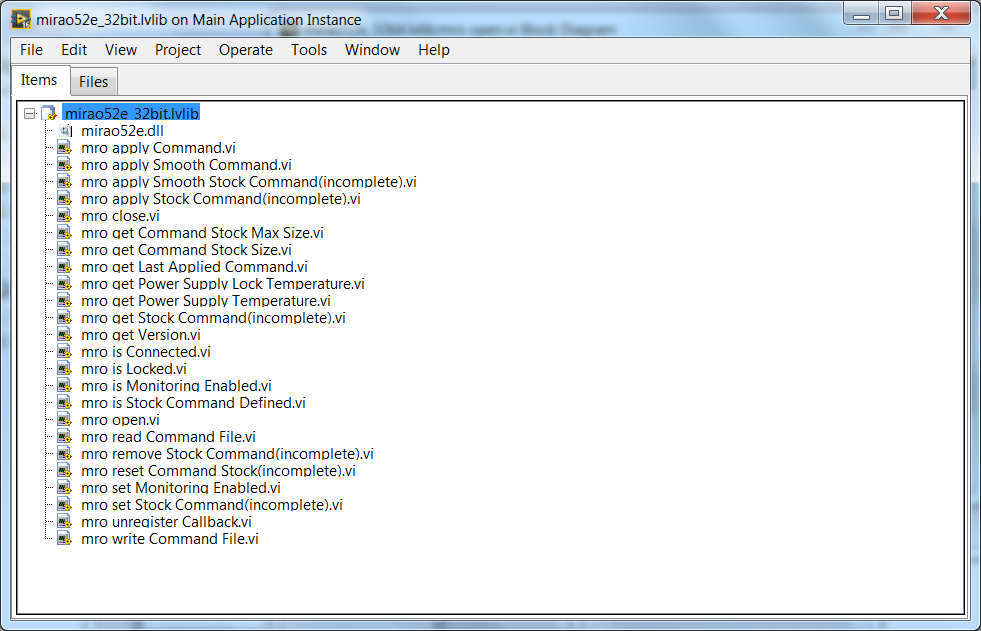 mirao52e_32bit.lvlib on Main Application Instance
File Edit View Project Operate Tools Window Help
Items Files
mirao52e_32bit.lvlib
mirao52e.dll
mro apply Command.vi
mro apply Smooth Command.vi
mro apply Smooth Stock Command(incomplete).vi
mro apply Stock Command(incomplete).vi
mro close.vi
mro get Command Stock Max Size.vi
mro get Command Stock Size.vi
mro get Last Applied Command.vi
mro get Power Supply Lock Temperature.vi
mro get Power Supply Temperature.vi
mro get Stock Command(incomplete).vi
mro get Version.vi
mro is Connected.vi
mro is Locked.vi
mro is Monitoring Enabled.vi
mro is Stock Command Defined.vi
mro open.vi
mro read Command File.vi
mro remove Stock Command(incomplete).vi
mro reset Command Stock(incomplete).vi
mro set Monitoring Enabled.vi
mro set Stock Command(incomplete).vi
mro unregister Callback.vi
mro write Command File.vi